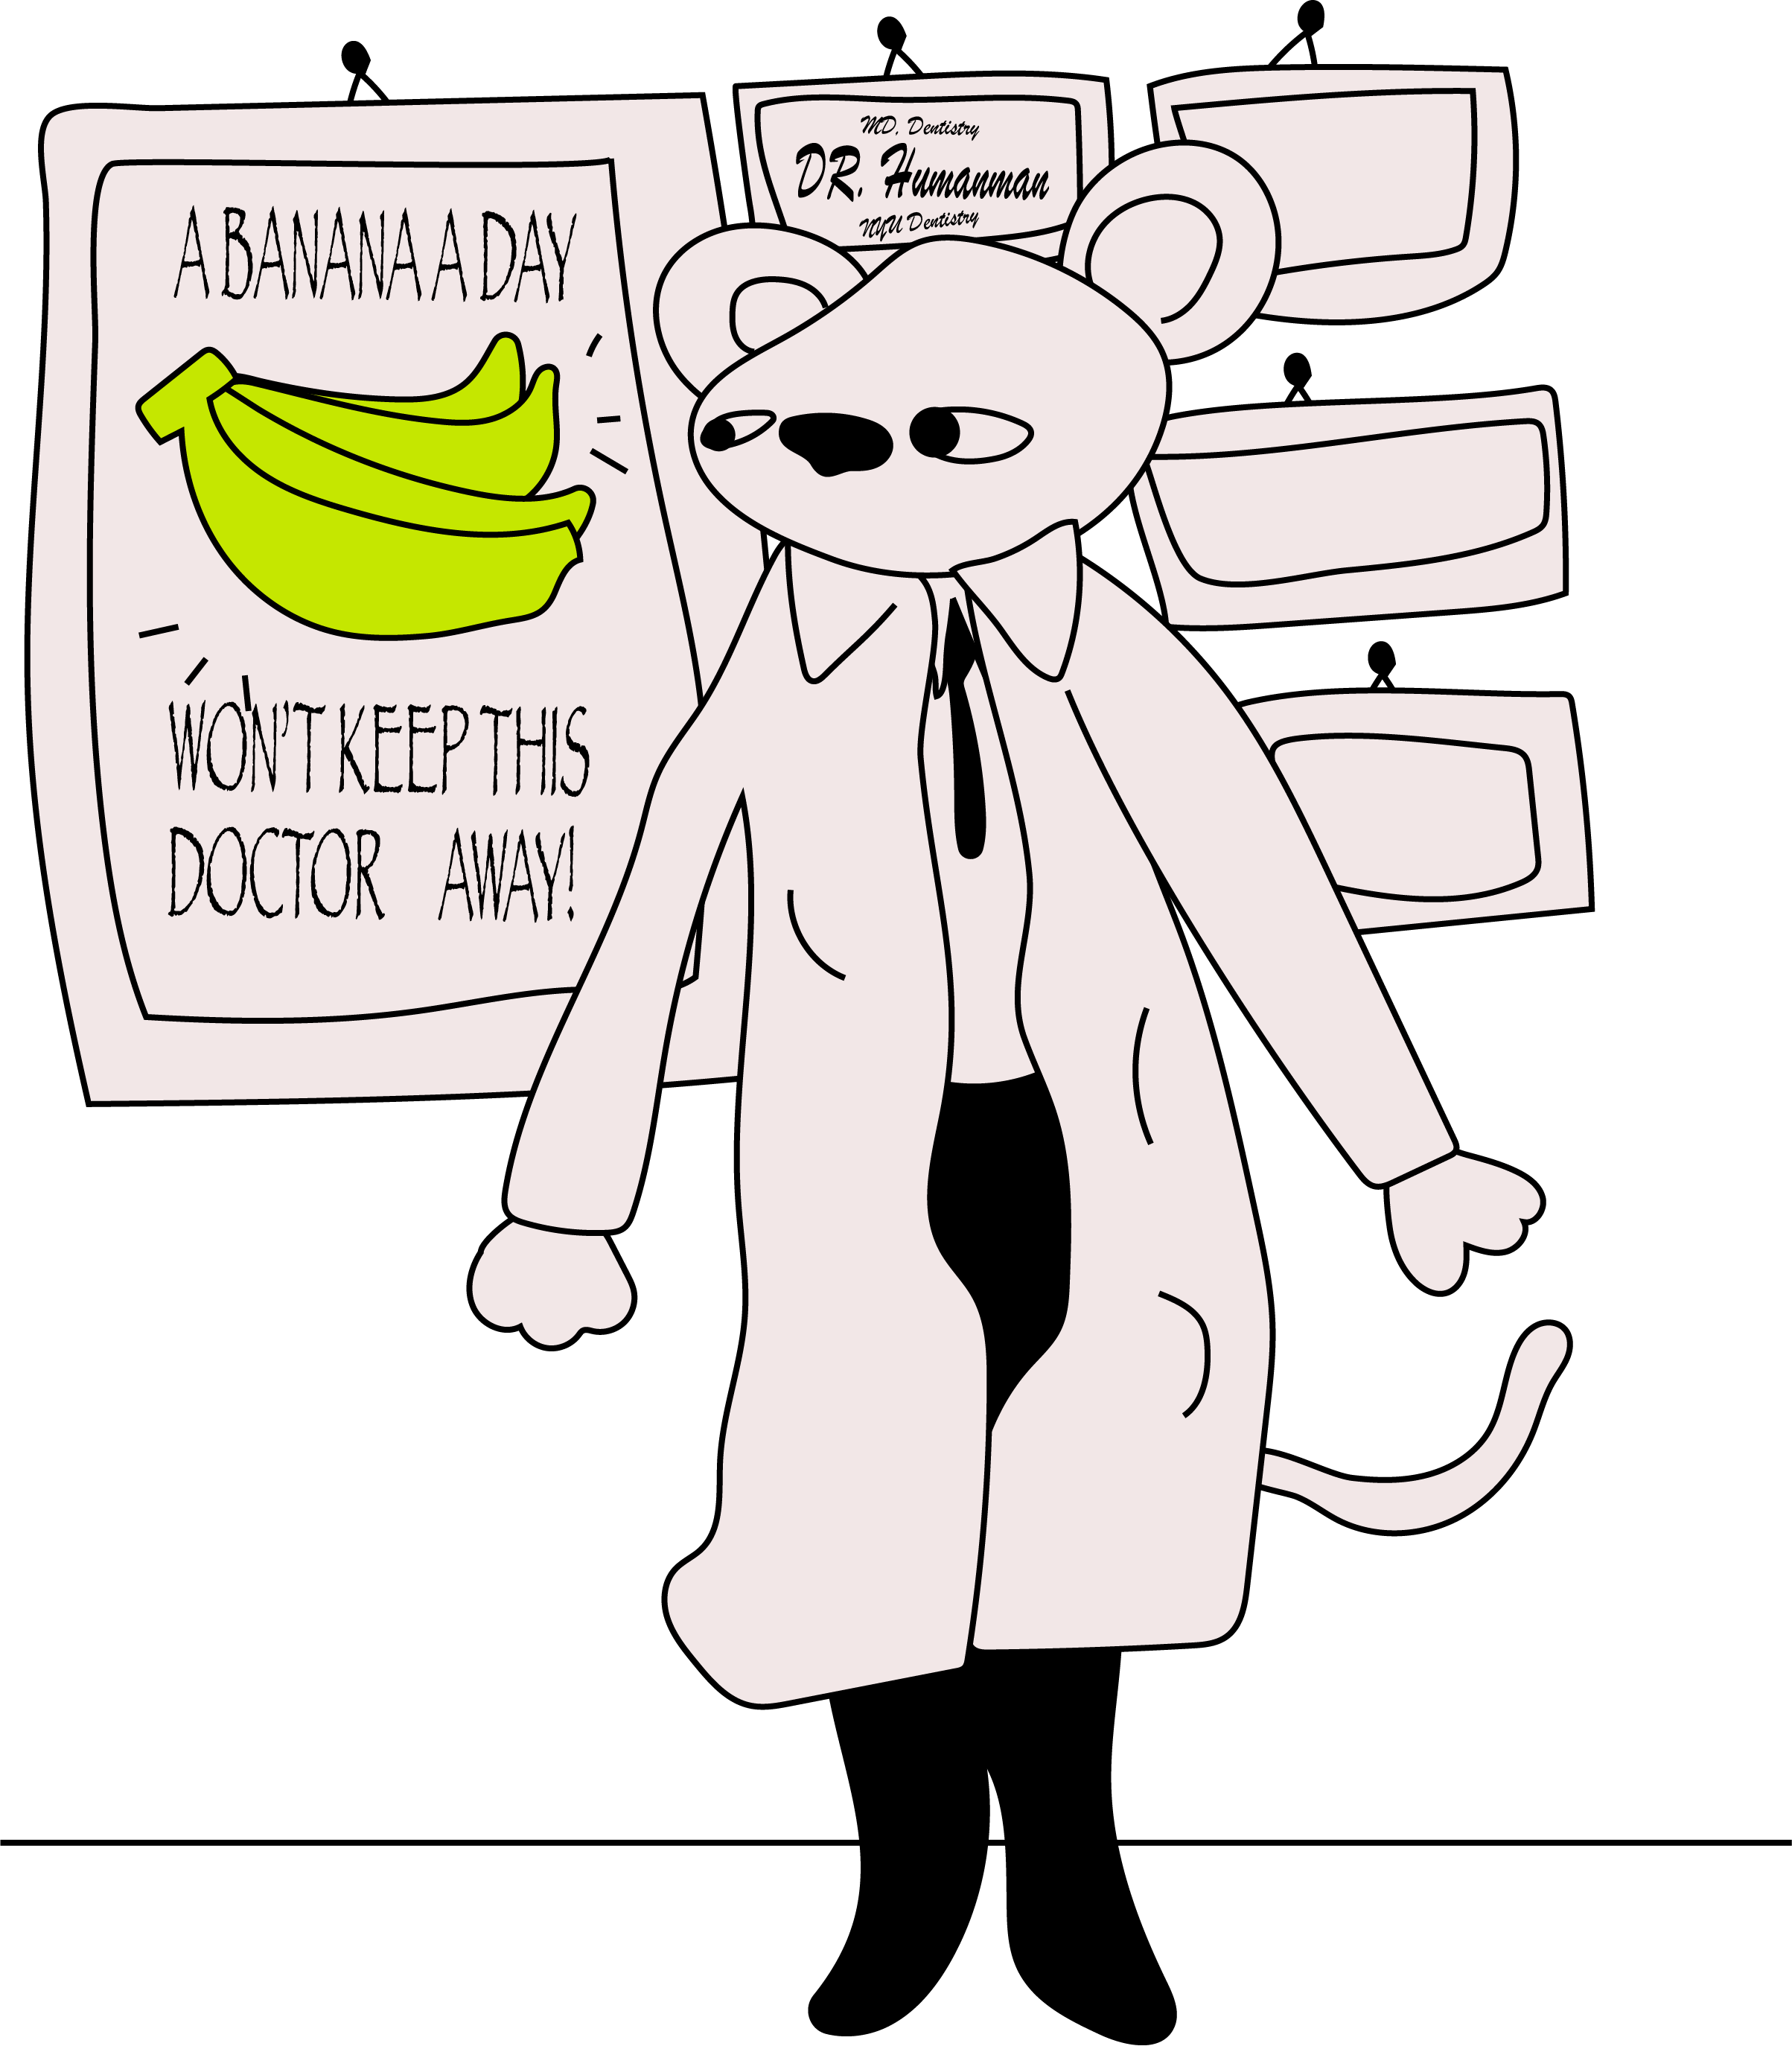 A BANANA A DAY
WON'T KEEP THIS
DOCTOR AWAY!
MD. Dentistry
DR. Humanman
NYU Dentistry